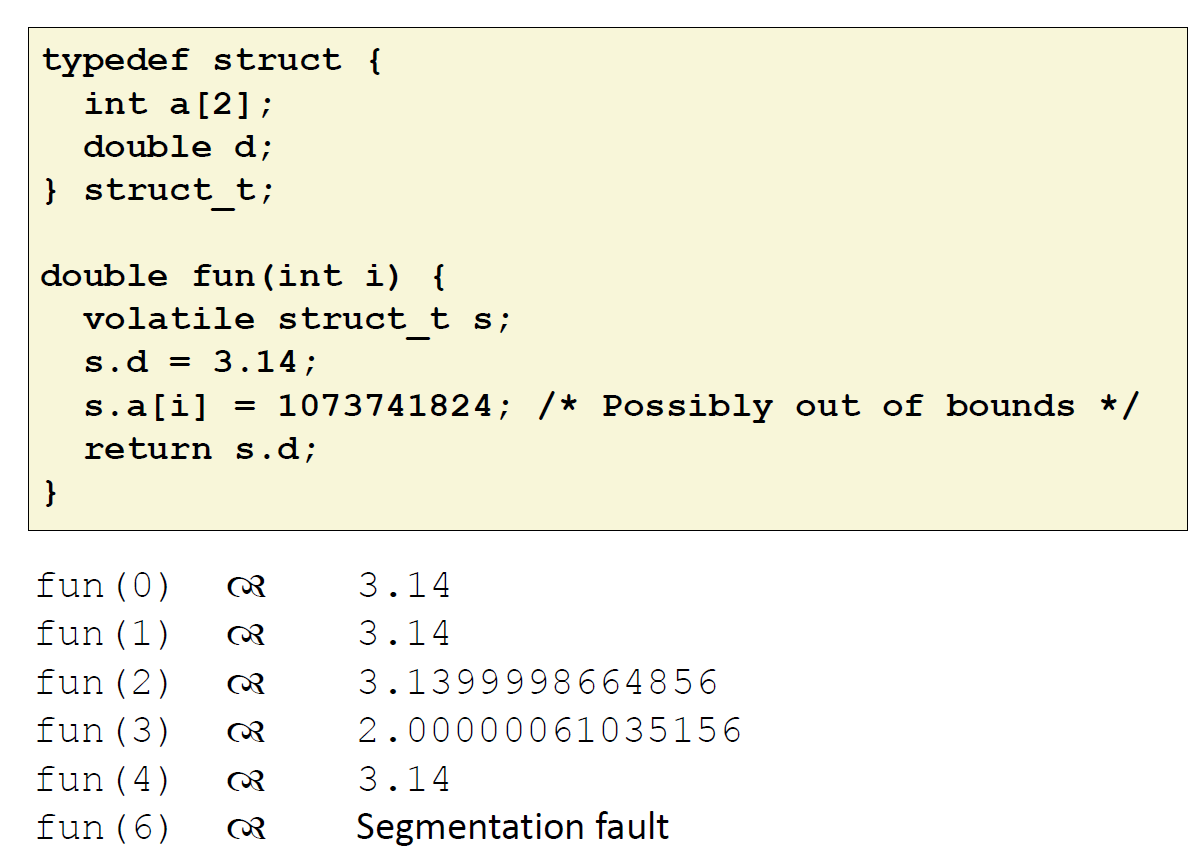 typedef struct {
  int a[2];
  double d;
} struct_t;

double fun(int i) {
  volatile struct_t s;
  s.d = 3.14;
  s.a[i] = 1073741824; /* Possibly out of bounds */
  return s.d;
}

fun(0) ☙ 3.14
fun(1) ☙ 3.14
fun(2) ☙ 3.1399998664856
fun(3) ☙ 2.00000061035156
fun(4) ☙ 3.14
fun(6) ☙ Segmentation fault